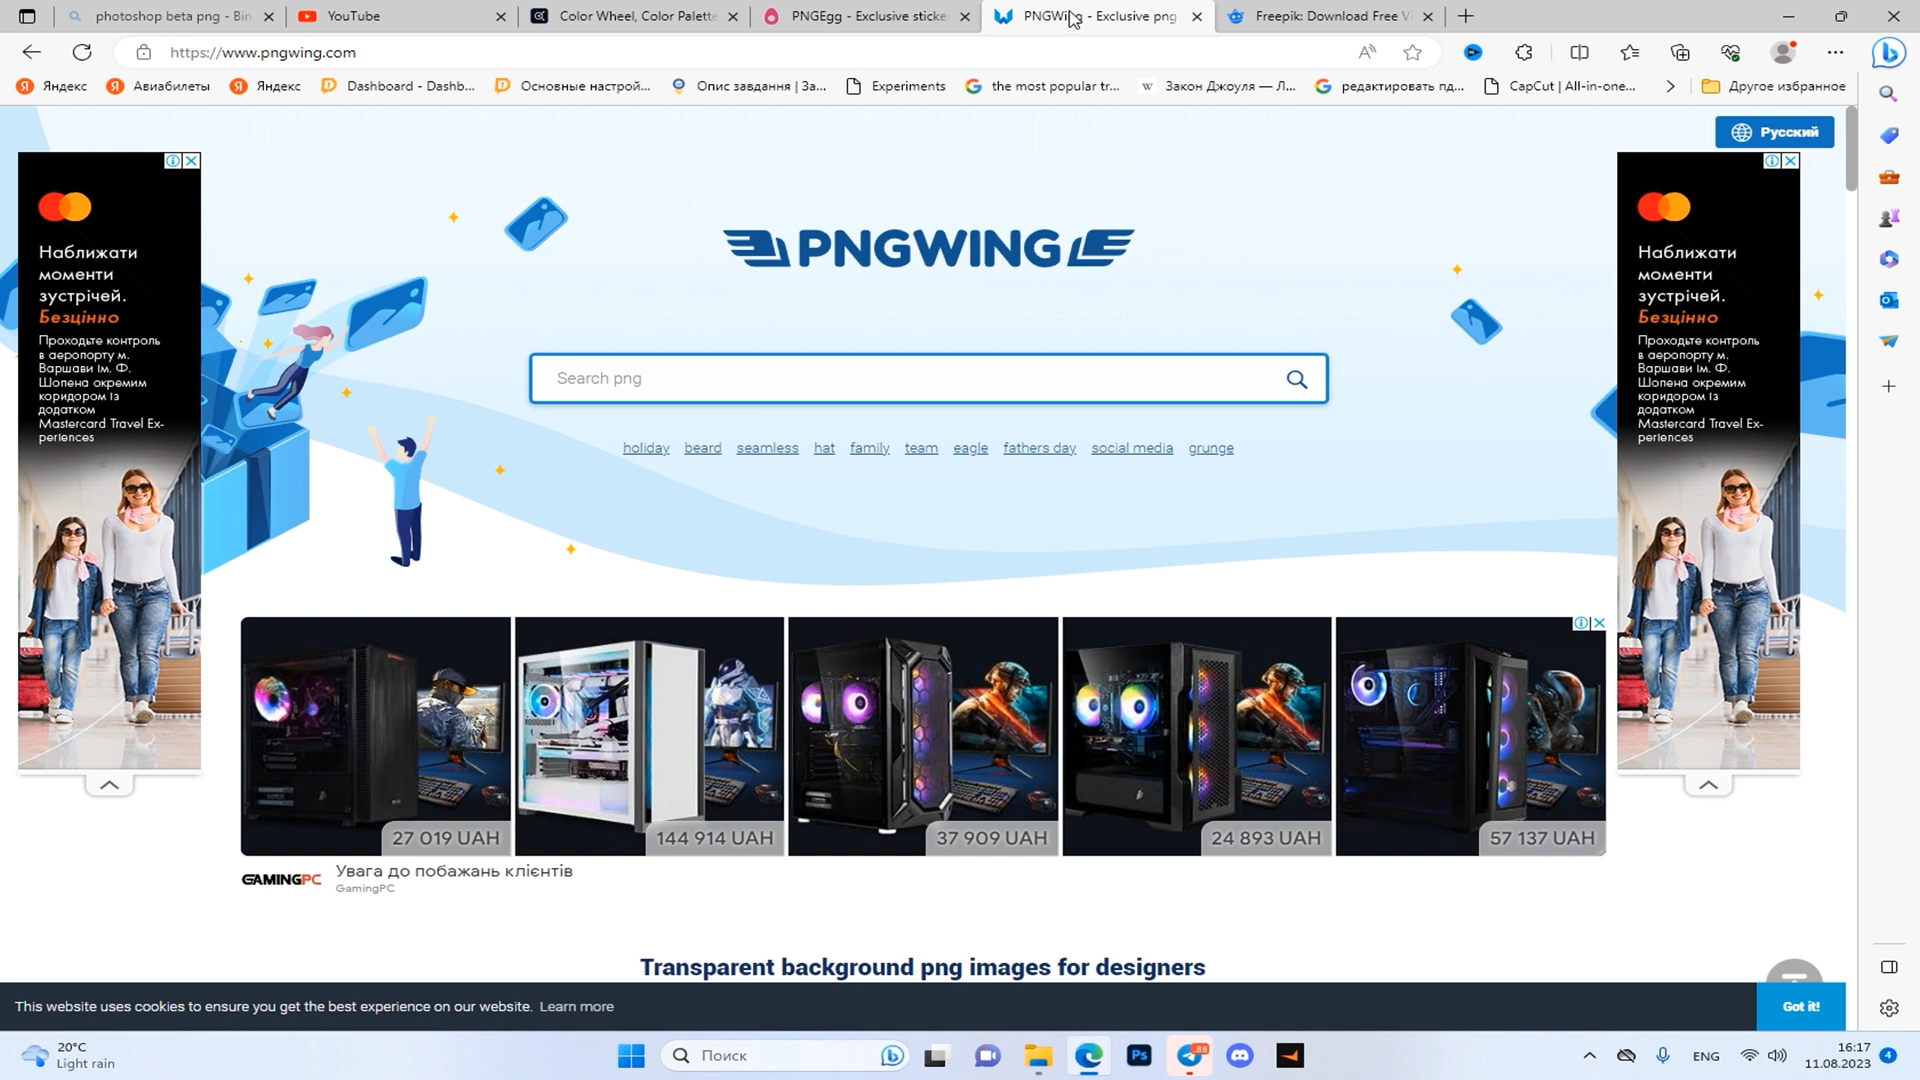 photoshop beta png - Bin
YouTube
Color Wheel, Color Palette
PNGEgg - Exclusive sticke
PNGWing - Exclusive png
Freepik: Download Free V
https://www.pngwing.com
Яндекс
Авиабилеты
Яндекс
Dashboard - Dashb...
Основные настрой...
Опис завдання | За...
Experiments
the most popular tr...
Закон Джоуля — Л...
редактировать пд...
CapCut | All-in-one...
Другое избранное
Русский
Наближати
моменти
зустрічей.
Безцінно
Проходьте контроль
в аеропорту м.
Варшави ім. Ф.
Шопена окремим
коридором із
додатком
Mastercard Travel Ex-
periences
PNGWING
Search png
holiday beard seamless hat family team eagle fathers day social media grunge
Наближати
моменти
зустрічей.
Безцінно
Проходьте контроль
в аеропорту м.
Варшави ім. Ф.
Шопена окремим
коридором із
додатком
Mastercard Travel Ex-
periences
27 019 UAH
144 914 UAH
37 909 UAH
24 893 UAH
57 137 UAH
GAMINGPC
Увага до побажань клієнтів
GamingPC
Transparent background png images for designers
This website uses cookies to ensure you get the best experience on our website. Learn more
Got it!
20°C
Light rain
Поиск
Ps
88
ENG
16:17
11.08.2023
4